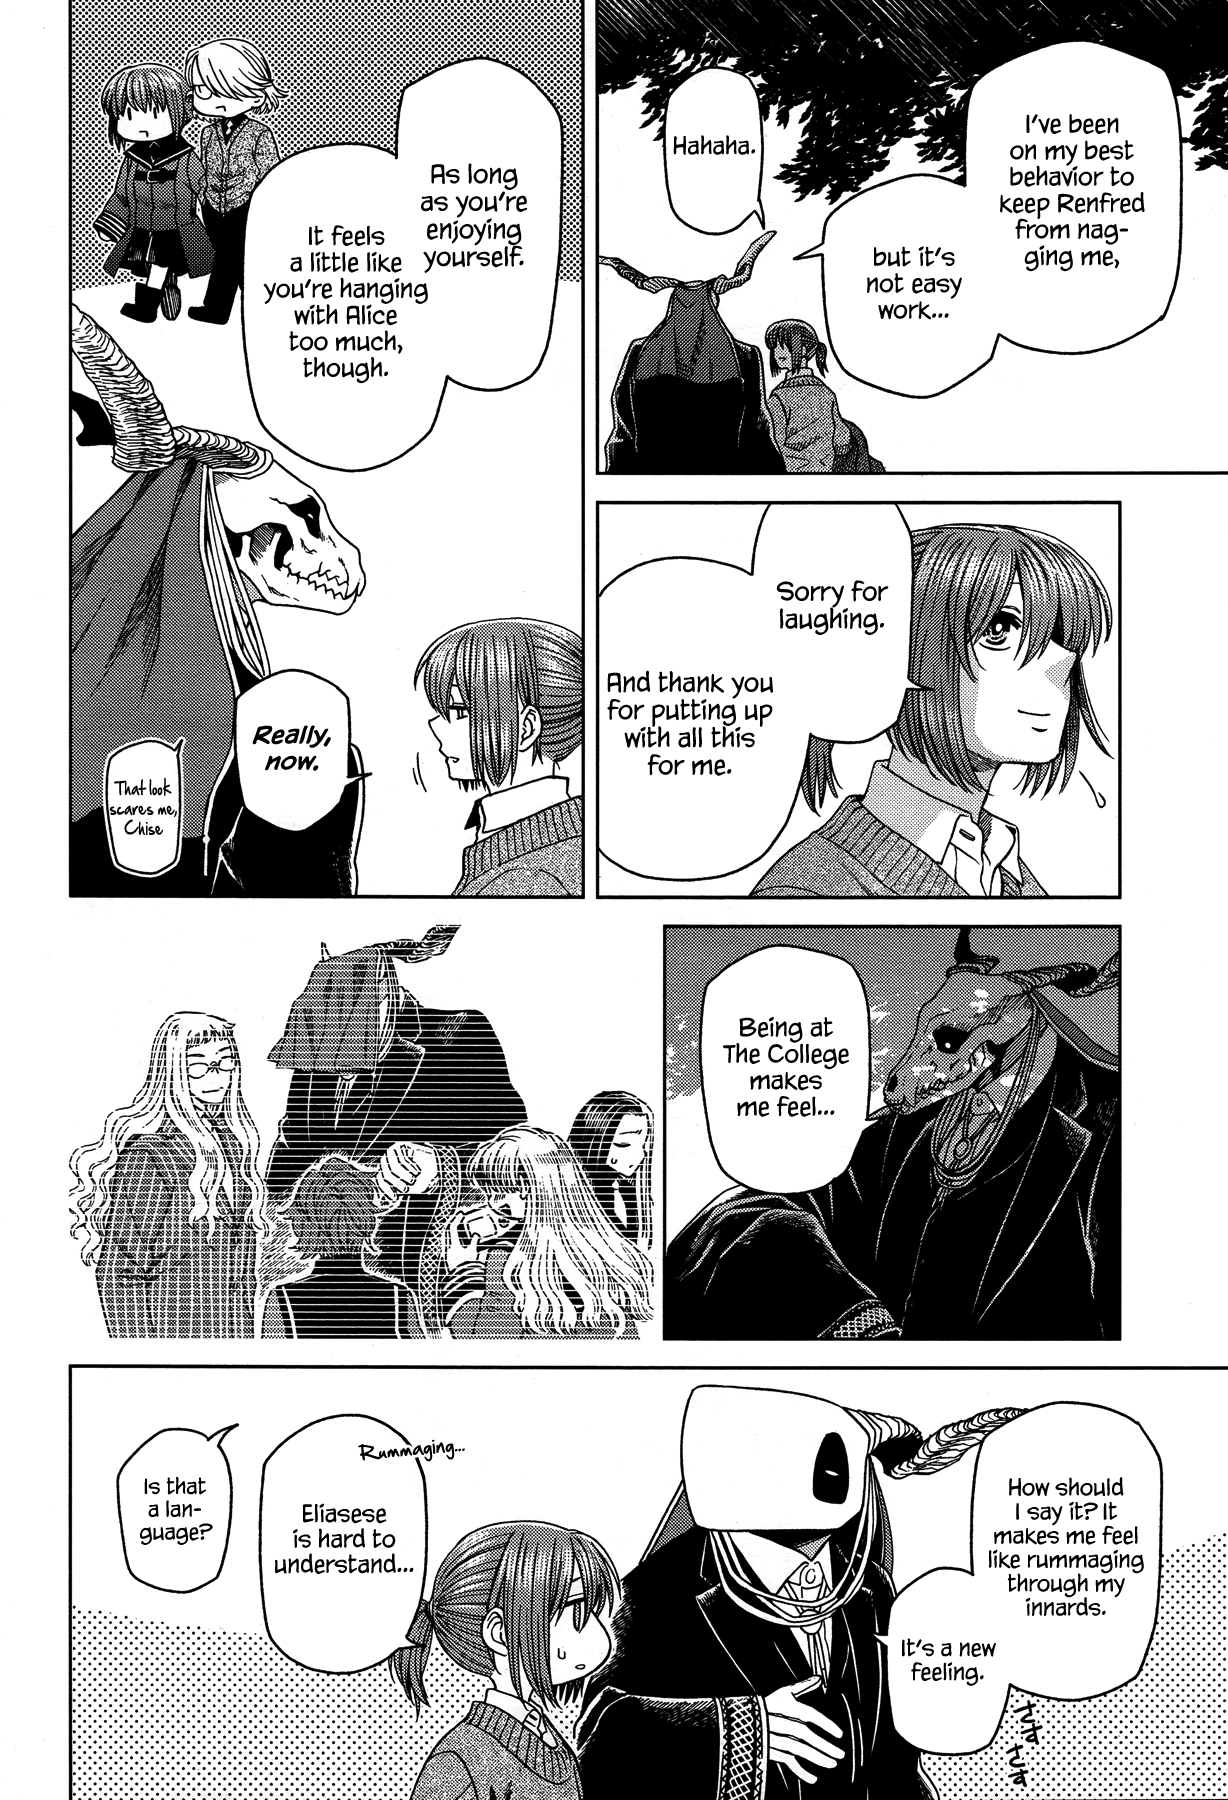 I've been
on my best
behavior to
keep Renfred
from nag-
ging me,
but it's
not easy
work...
Hahaha.
As long
as you're
enjoying
yourself.
It feels
a little like
you're hanging
with Alice
too much,
though.
Really,
now.
That look
scares me,
Chise
Sorry for
laughing.
And thank you
for putting up
with all this
for me.
Being at
The College
makes
me feel...
How should
I say it? It
makes me feel
like rummaging
through my
innards.
It's a new
feeling.
さすさす
Rummaging...
Eliasese
is hard to
understand...
Is that
a lan-
guage?